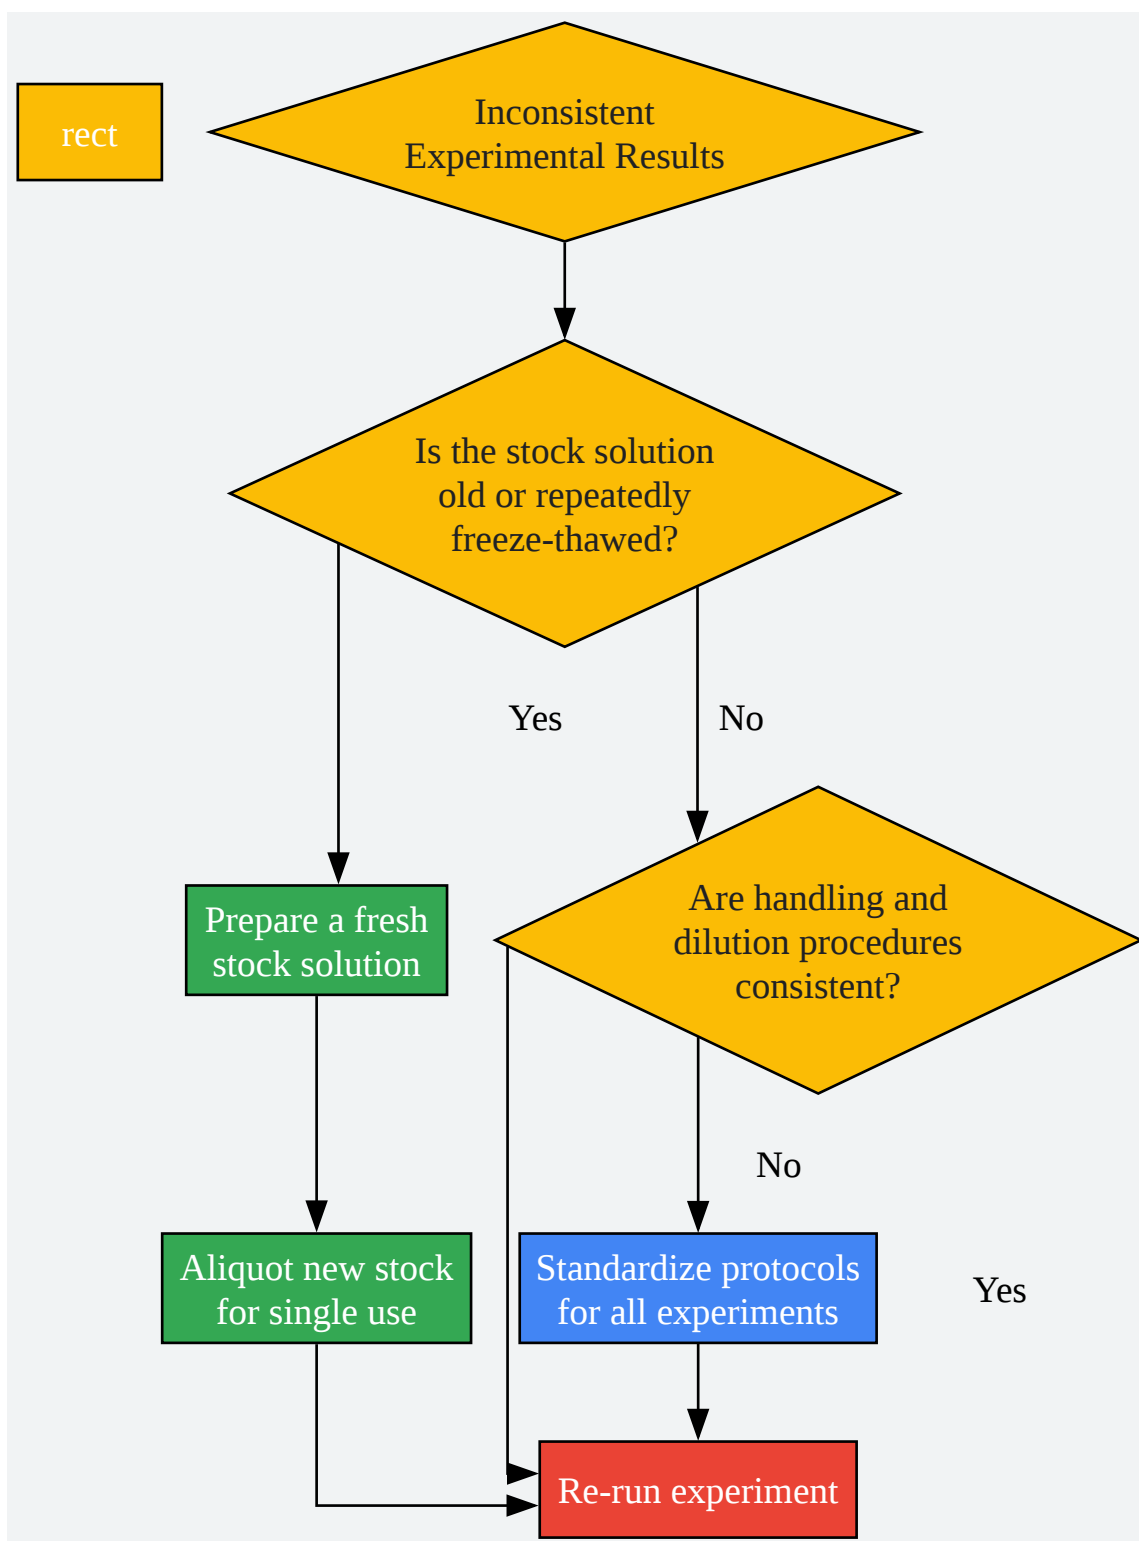 rect
Inconsistent
Experimental Results
Is the stock solution
old or repeatedly
freeze-thawed?
Yes
No
Prepare a fresh
stock solution
Are handling and
dilution procedures
consistent?
No
Aliquot new stock
for single use
Standardize protocols
for all experiments
Yes
Re-run experiment